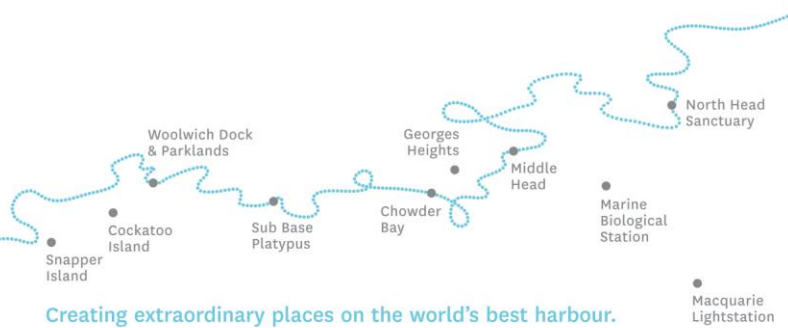 Woolwich Dock
& Parklands
Georges
Heights
North Head
Sanctuary
Middle
Head
Snapper
Island
Cockatoo
Island
Sub Base
Platypus
Chowder
Bay
Marine
Biological
Station
Macquarie
Lightstation
Creating extraordinary places on the world's best harbour.